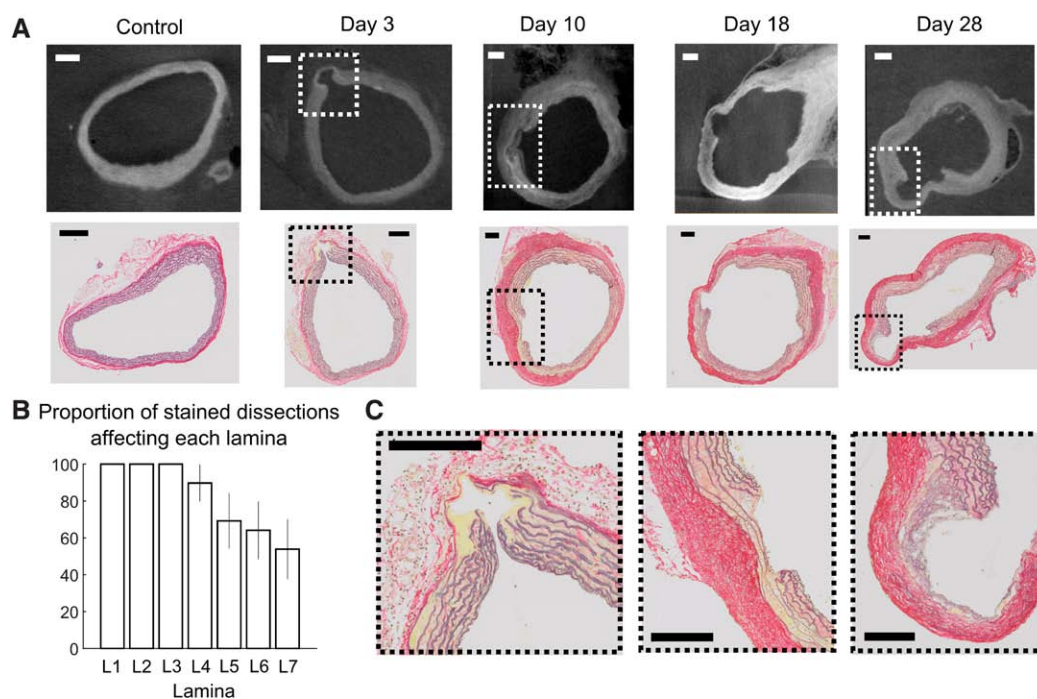 A
Control
Day 3
Day 10
Day 18
Day 28
B
Proportion of stained dissections
affecting each lamina
100
80
60
40
20
0
L1 L2 L3 L4 L5 L6 L7
Lamina
C